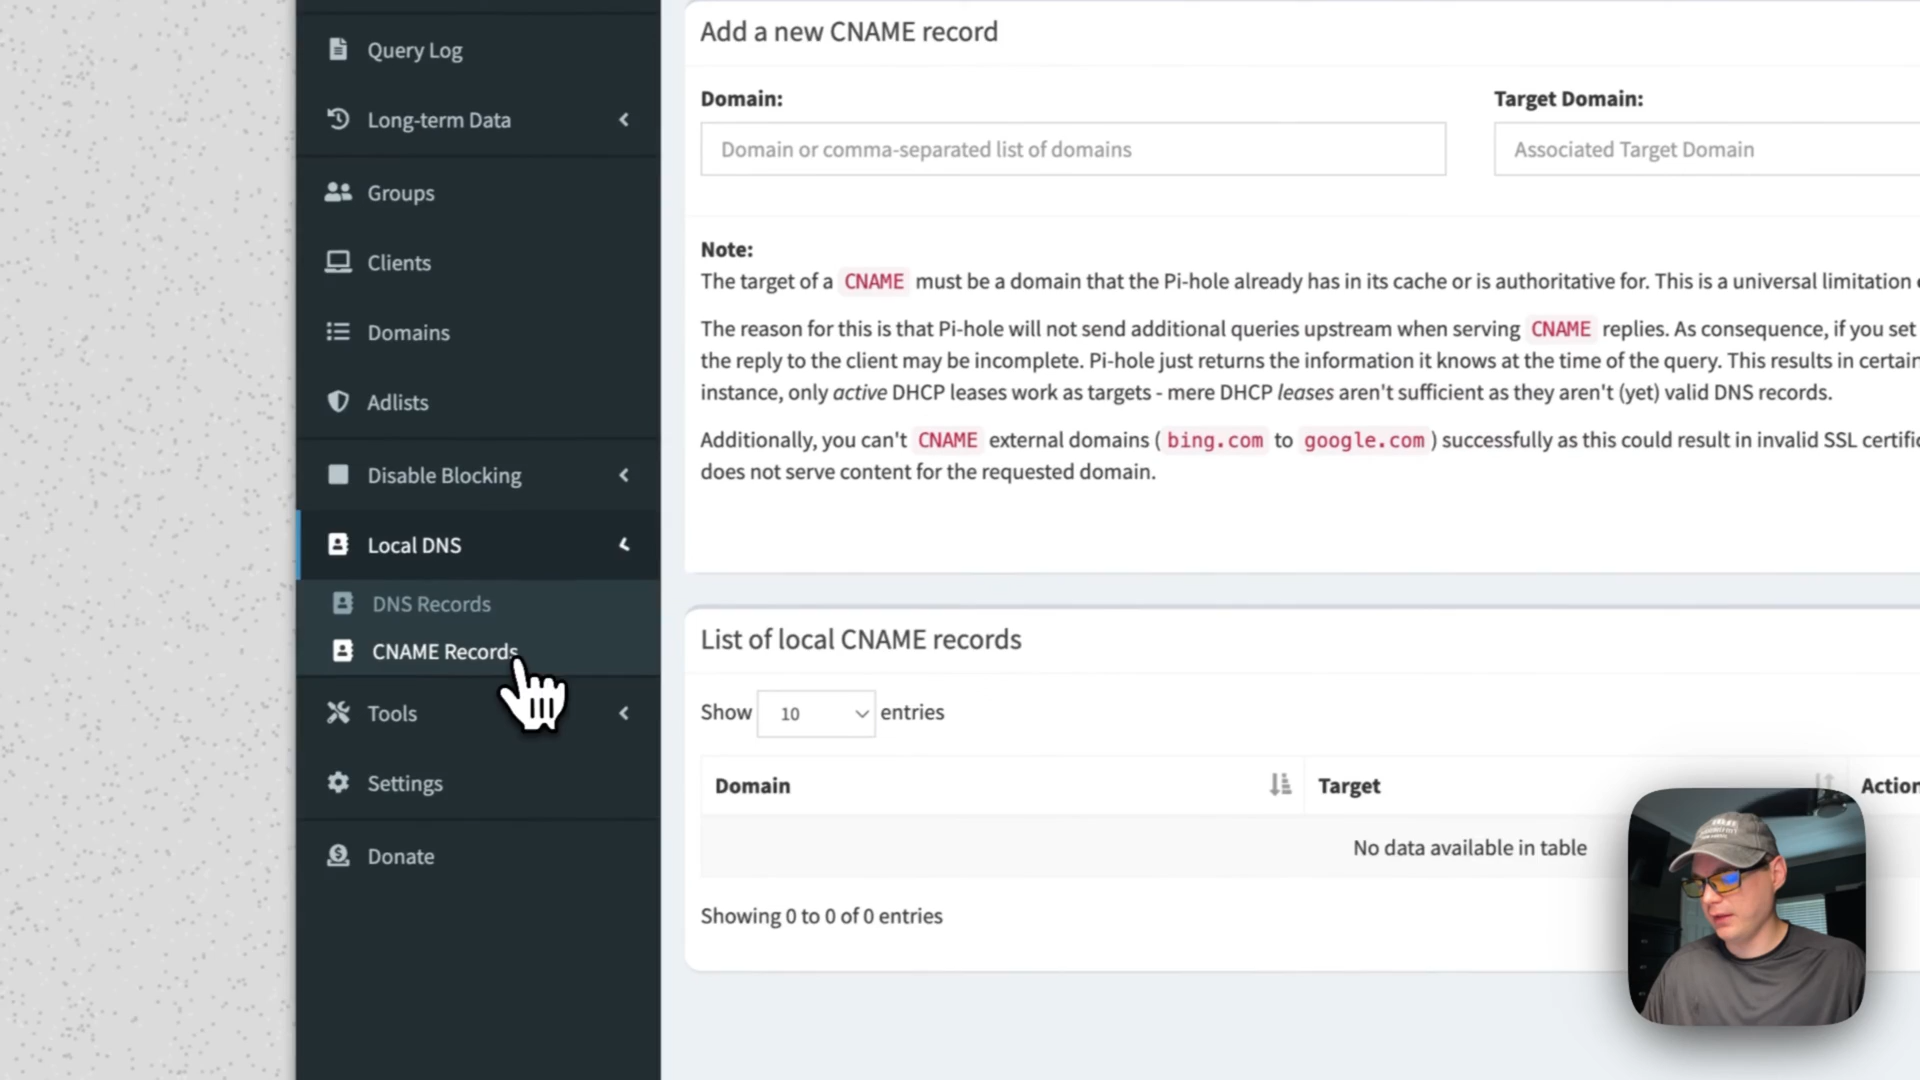 Query Log
Long-term Data
Groups
Clients
Domains
Adlists
Disable Blocking
Local DNS
DNS Records
CNAME Records
Tools
Settings
Donate
Add a new CNAME record
Domain:
Target Domain:
Domain or comma-separated list of domains
Associated Target Domain
Note:
The target of a CNAME must be a domain that the Pi-hole already has in its cache or is authoritative for. This is a universal limitation
The reason for this is that Pi-hole will not send additional queries upstream when serving CNAME replies. As consequence, if you set
the reply to the client may be incomplete. Pi-hole just returns the information it knows at the time of the query. This results in certain
instance, only active DHCP leases work as targets - mere DHCP leases aren't sufficient as they aren't (yet) valid DNS records.
Additionally, you can't CNAME external domains ( bing.com to google.com ) successfully as this could result in invalid SSL certific
does not serve content for the requested domain.
List of local CNAME records
Show 10 entries
Domain Target Action
No data available in table
Showing 0 to 0 of 0 entries